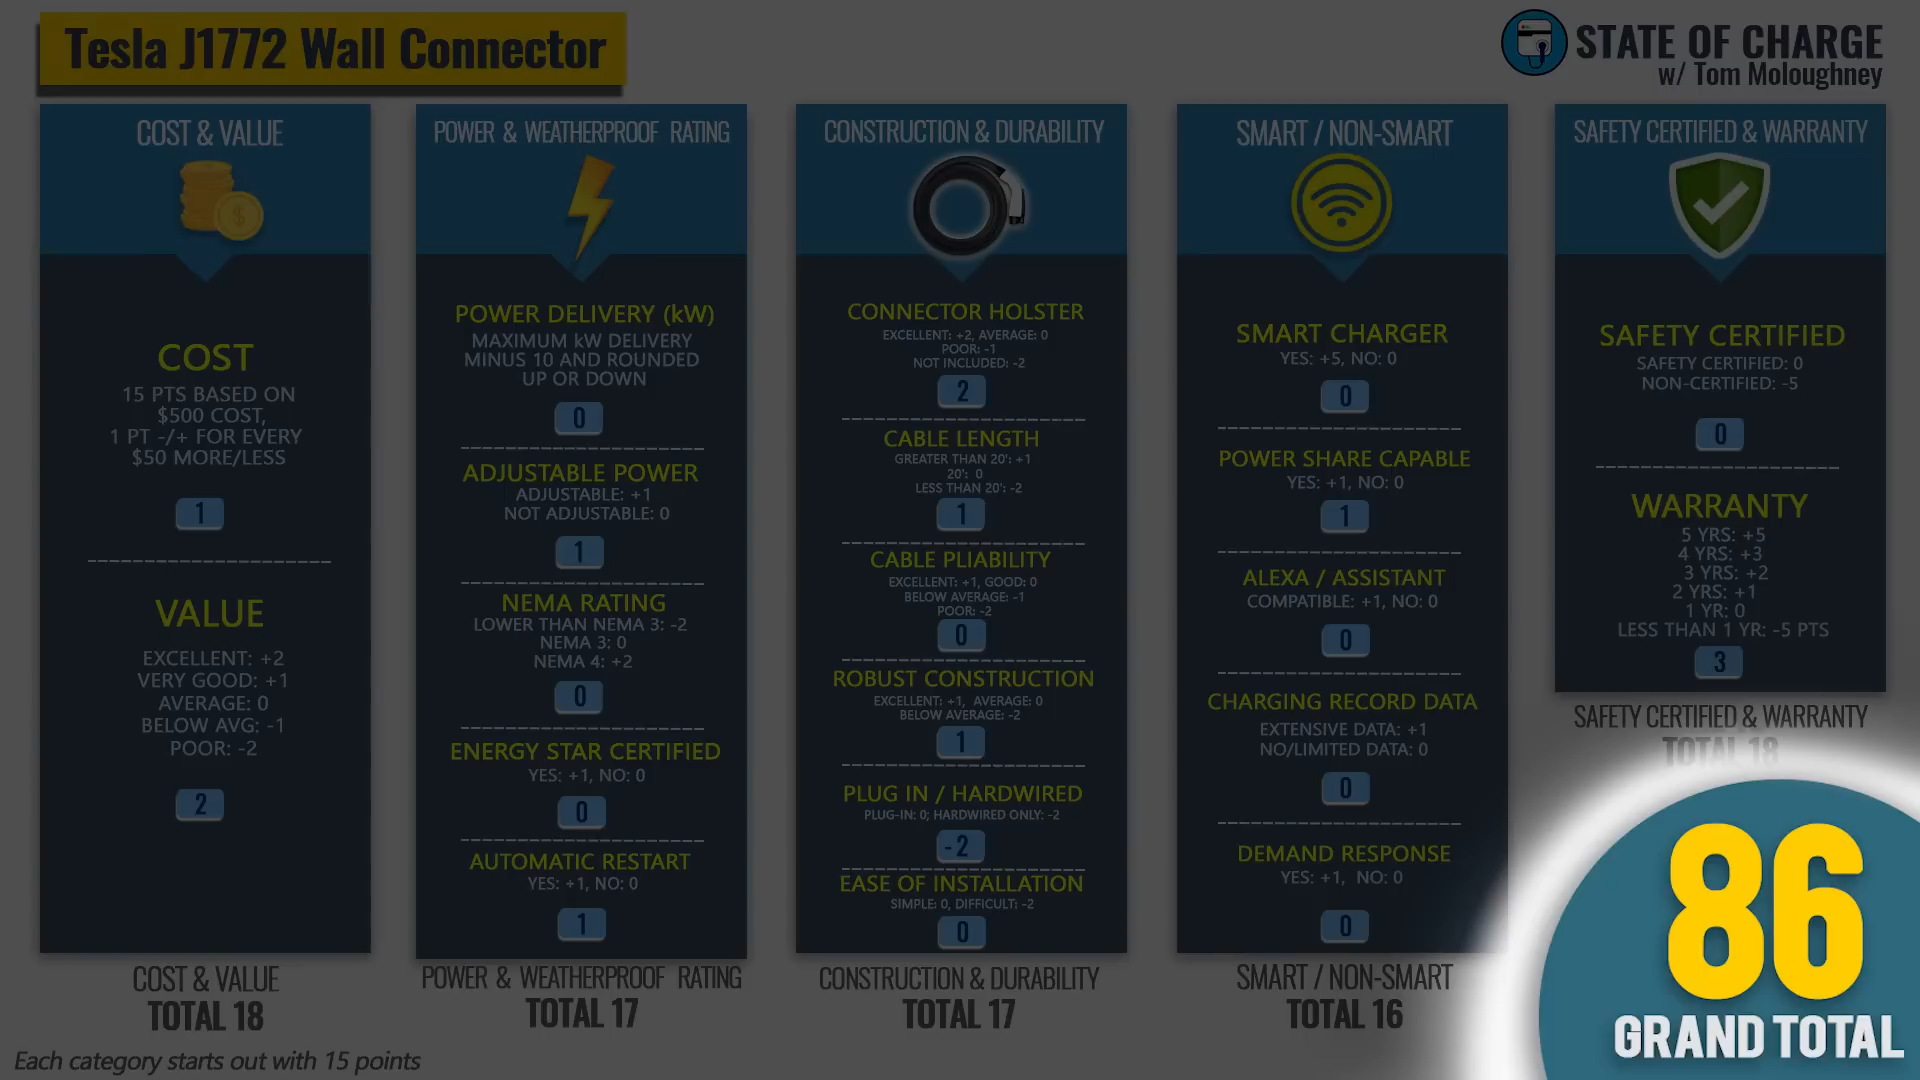 Tesla J1772 Wall Connector
STATE OF CHARGE
w/ Tom Moloughney
COST & VALUE
$
COST
15 PTS BASED ON
$500 COST,
1 PT -/+ FOR EVERY
$50 MORE/LESS
1
VALUE
EXCELLENT: +2
VERY GOOD: +1
AVERAGE: 0
BELOW AVG: -1
POOR: -2
2
COST & VALUE
TOTAL 18
POWER & WEATHERPROOF RATING
POWER DELIVERY (kW)
MAXIMUM kW DELIVERY
MINUS 10 AND ROUNDED
UP OR DOWN
0
ADJUSTABLE POWER
ADJUSTABLE: +1
NOT ADJUSTABLE: 0
1
NEMA RATING
LOWER THAN NEMA 3: -2
NEMA 3: 0
NEMA 4: +2
0
ENERGY STAR CERTIFIED
YES: +1, NO: 0
0
AUTOMATIC RESTART
YES: +1, NO: 0
1
POWER & WEATHERPROOF RATING
TOTAL 17
CONSTRUCTION & DURABILITY
CONNECTOR HOLSTER
EXCELLENT: +2, AVERAGE: 0
POOR: -1
NOT INCLUDED: -2
2
CABLE LENGTH
GREATER THAN 20': +1
20': 0
LESS THAN 20': -2
1
CABLE PLIABILITY
EXCELLENT: +1, GOOD: 0
BELOW AVERAGE: -1
POOR: -2
0
ROBUST CONSTRUCTION
EXCELLENT: +1, AVERAGE: 0
BELOW AVERAGE: -2
1
PLUG IN / HARDWIRED
PLUG-IN: 0; HARDWIRED ONLY: -2
-2
EASE OF INSTALLATION
SIMPLE: 0, DIFFICULT: -2
0
CONSTRUCTION & DURABILITY
TOTAL 17
SMART / NON-SMART
SMART CHARGER
YES: +5, NO: 0
0
POWER SHARE CAPABLE
YES: +1, NO: 0
1
ALEXA / ASSISTANT
COMPATIBLE: +1, NO: 0
0
CHARGING RECORD DATA
EXTENSIVE DATA: +1
NO/LIMITED DATA: 0
0
DEMAND RESPONSE
YES: +1, NO: 0
0
SMART / NON-SMART
TOTAL 16
SAFETY CERTIFIED & WARRANTY
SAFETY CERTIFIED
SAFETY CERTIFIED: 0
NON-CERTIFIED: -5
0
WARRANTY
5 YRS: +5
4 YRS: +3
3 YRS: +2
2 YRS: +1
1 YR: 0
LESS THAN 1 YR: -5 PTS
3
SAFETY CERTIFIED & WARRANTY
TOTAL 18
86
GRAND TOTAL
Each category starts out with 15 points